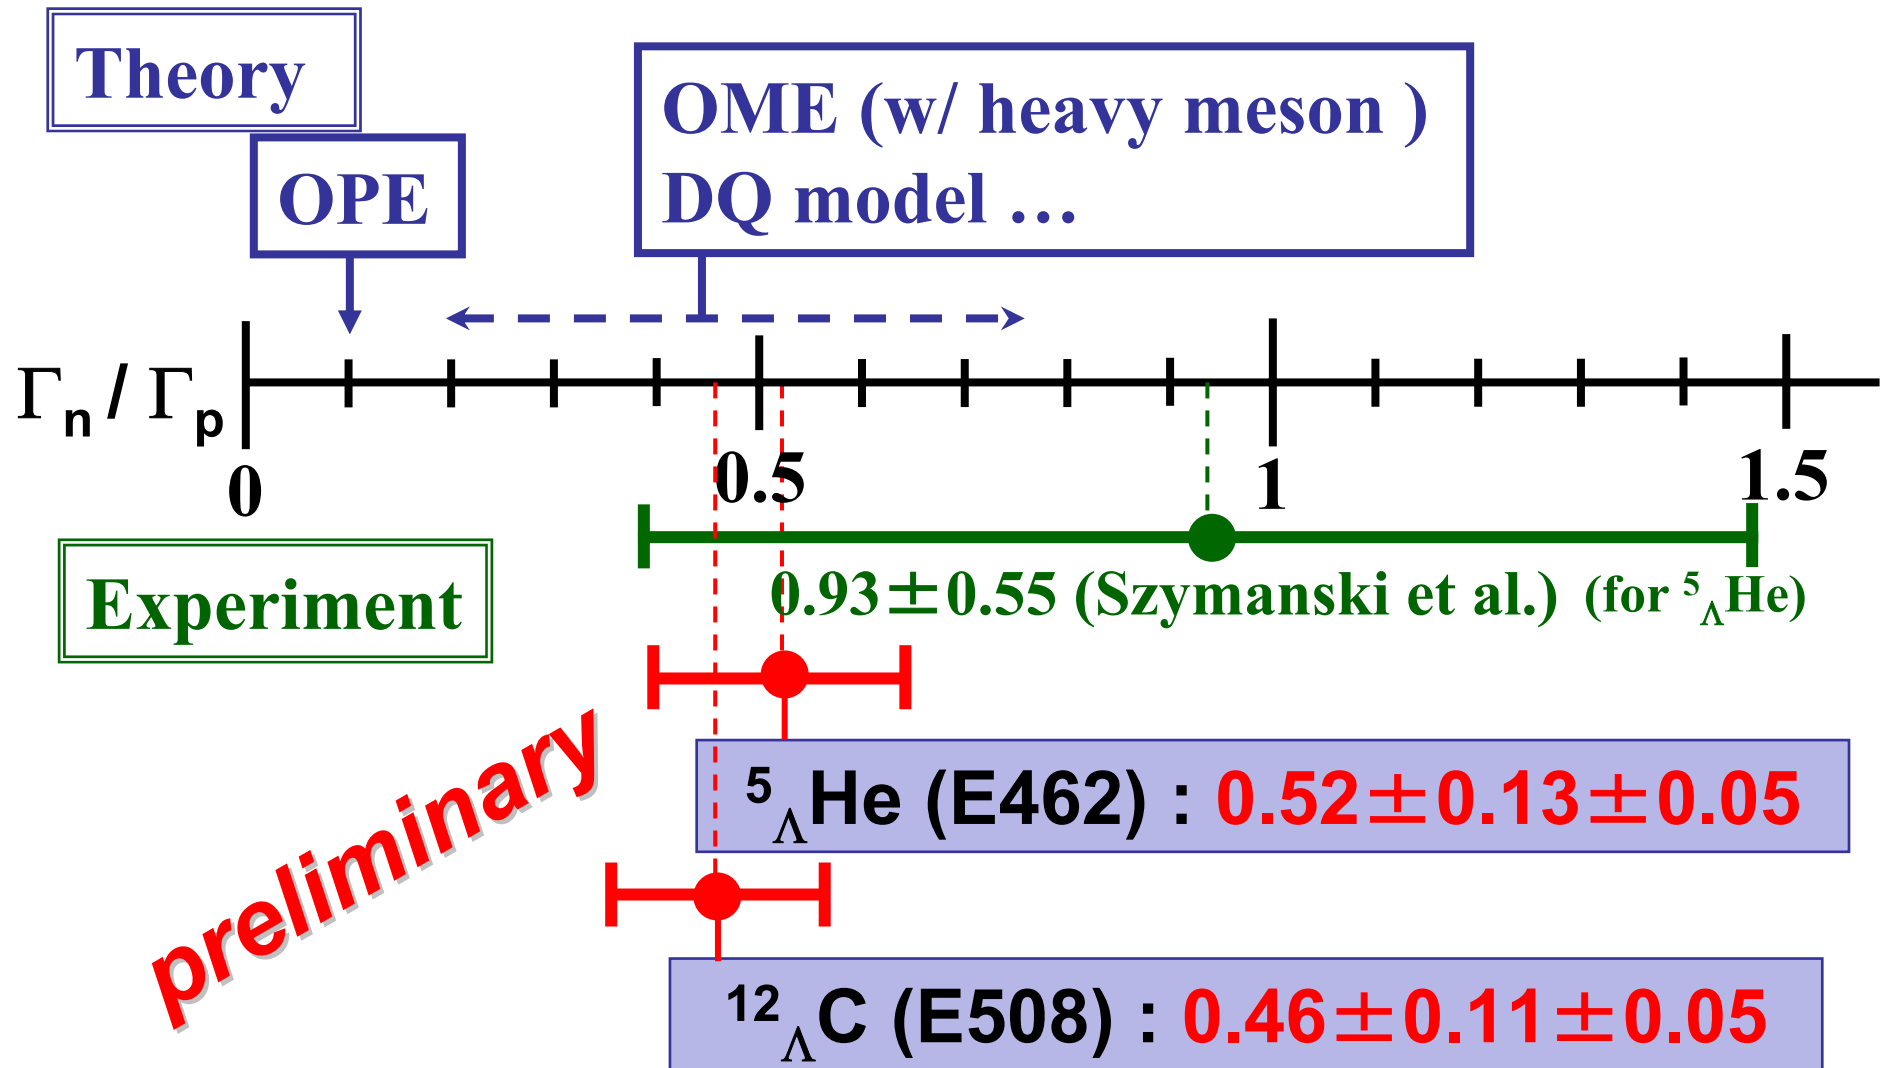 Theory
OPE
OME (w/ heavy meson )
DQ model …
Γn / Γp
0
0.5
1
1.5
Experiment
0.93±0.55 (Szymanski et al.) (for ⁵ΛHe)
preliminary
⁵ΛHe (E462) : 0.52±0.13±0.05
¹²ΛC (E508) : 0.46±0.11±0.05